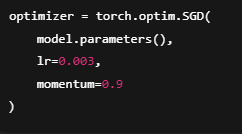 optimizer = torch.optim.SGD(
    model.parameters(),
    lr=0.003,
    momentum=0.9
)